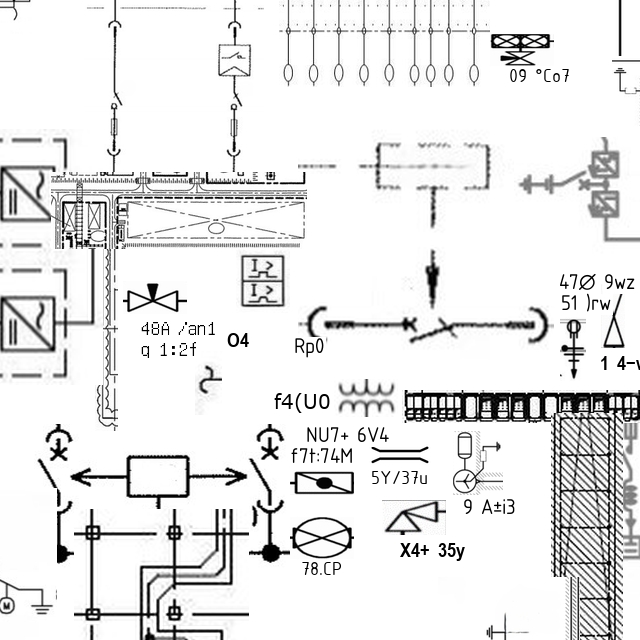 09 °Co7
47Ø 9wz
51 )rw
48A /an1
q 1:2f
O4
Rp0
1 4-v
f4(U0
NU7+ 6V4
f7t:74M
5Y/37u
9 A±i3
X4+ 35y
78.CP
M